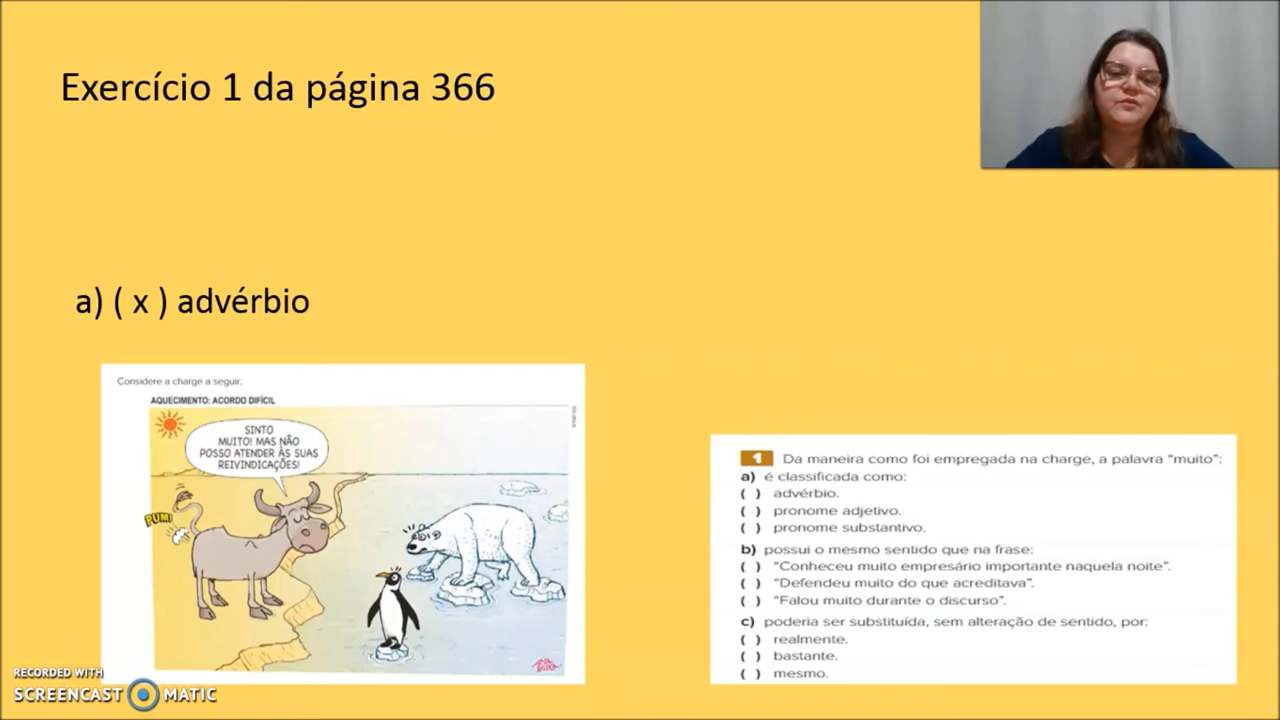 Exercício 1 da página 366
a) ( x ) advérbio
Considere a charge a seguir:
AQUECIMENTO: ACORDO DIFÍCIL
SINTO
MUITO! MAS NÃO
POSSO ATENDER ÀS SUAS
REIVINDICAÇÕES!
PUM!
1 Da maneira como foi empregada na charge, a palavra “muito”:
a) é classificada como:
( ) advérbio.
( ) pronome adjetivo.
( ) pronome substantivo.
b) possui o mesmo sentido que na frase:
( ) “Conheceu muito empresário importante naquela noite”.
( ) “Defendeu muito do que acreditava”.
( ) “Falou muito durante o discurso”.
c) poderia ser substituída, sem alteração de sentido, por:
( ) realmente.
( ) bastante.
( ) mesmo.
RECORDED WITH
SCREENCAST MATIC